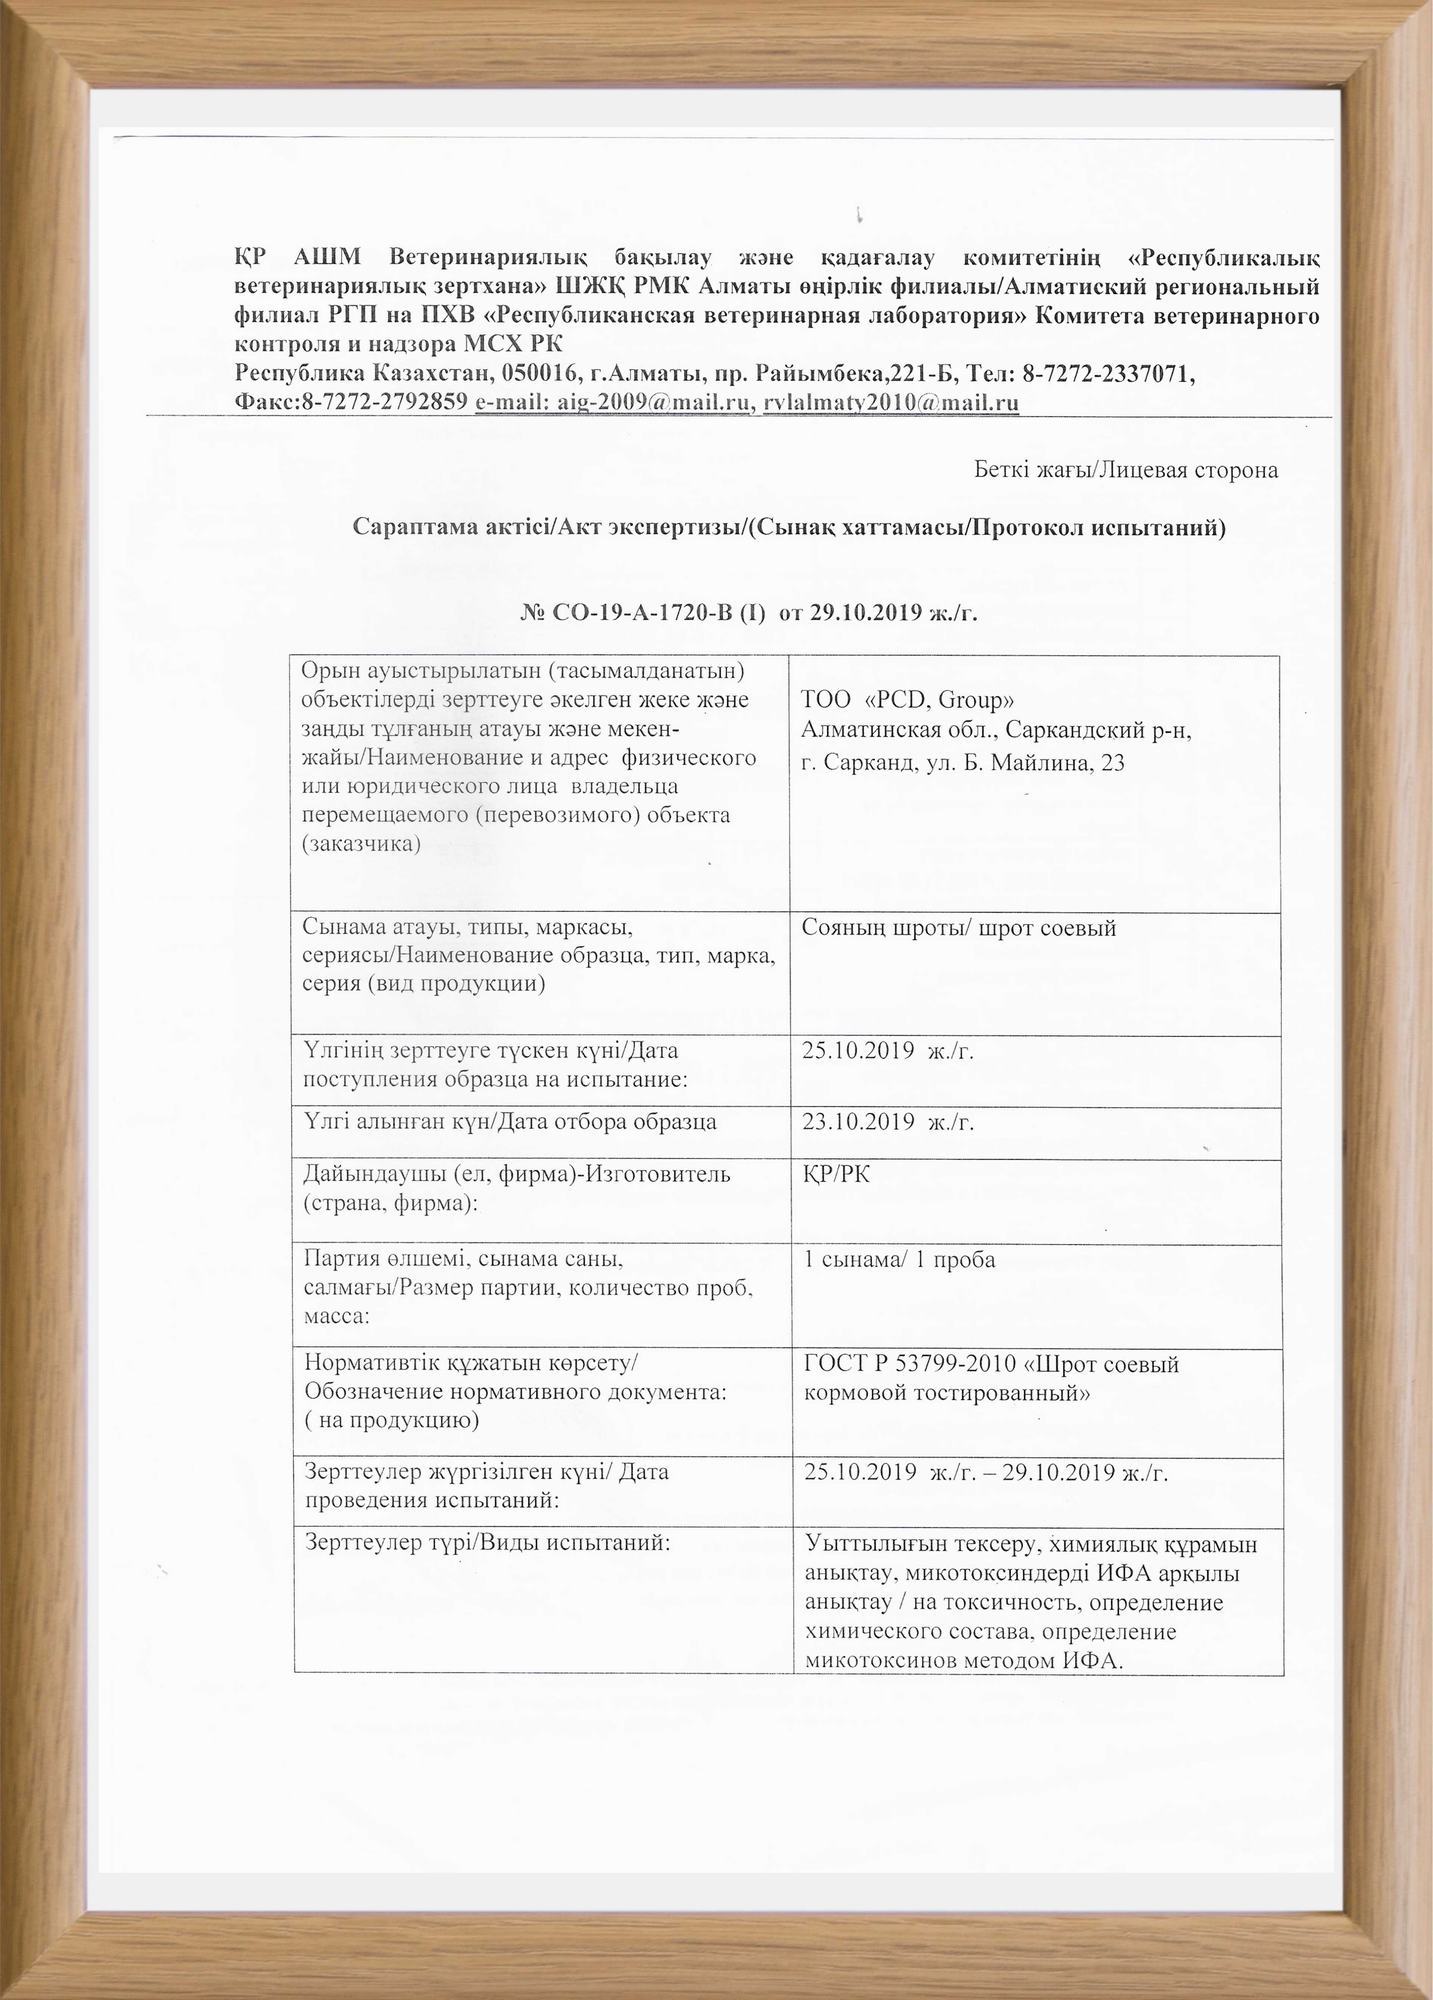 ҚР АШМ Ветеринариялық бақылау және қадағалау комитетінің «Республикалық
ветеринариялық зертхана» ШЖҚ РМК Алматы өңірлік филиалы/Алматиский региональный
филиал РГП на ПХВ «Республиканская ветеринарная лаборатория» Комитета ветеринарного
контроля и надзора МСХ РК
Республика Казахстан, 050016, г.Алматы, пр. Райымбека,221-Б, Тел: 8-7272-2337071,
Факс:8-7272-2792859 e-mail: aig-2009@mail.ru, rvlalmaty2010@mail.ru
Беткі жағы/Лицевая сторона
Сараптама актісі/Акт экспертизы/(Сынақ хаттамасы/Протокол испытаний)
№ СО-19-А-1720-В (I) от 29.10.2019 ж./г.
Орын ауыстырылатын (тасымалданатын)
объектілерді зерттеуге әкелген жеке және
заңды тұлғаның атауы және мекен-
жайы/Наименование и адрес физического
или юридического лица владельца
перемещаемого (перевозимого) объекта
(заказчика)
ТОО «PCD, Group»
Алматинская обл., Саркандский р-н,
г. Сарканд, ул. Б. Майлина, 23
Сынама атауы, типы, маркасы,
сериясы/Наименование образца, тип, марка,
серия (вид продукции)
Сояның шроты/ шрот соевый
Үлгінің зерттеуге түскен күні/Дата
поступления образца на испытание:
25.10.2019 ж./г.
Үлгі алынған күн/Дата отбора образца
23.10.2019 ж./г.
Дайындаушы (ел, фирма)-Изготовитель
(страна, фирма):
ҚР/РК
Партия өлшемі, сынама саны,
салмағы/Размер партии, количество проб,
масса:
1 сынама/ 1 проба
Нормативтік құжатын көрсету/
Обозначение нормативного документа:
( на продукцию)
ГОСТ Р 53799-2010 «Шрот соевый
кормовой тостированный»
Зерттеулер жүргізілген күні/ Дата
проведения испытаний:
25.10.2019 ж./г. – 29.10.2019 ж./г.
Зерттеулер түрі/Виды испытаний:
Уыттылығын тексеру, химиялық құрамын
анықтау, микотоксиндерді ИФА арқылы
анықтау / на токсичность, определение
химического состава, определение
микотоксинов методом ИФА.